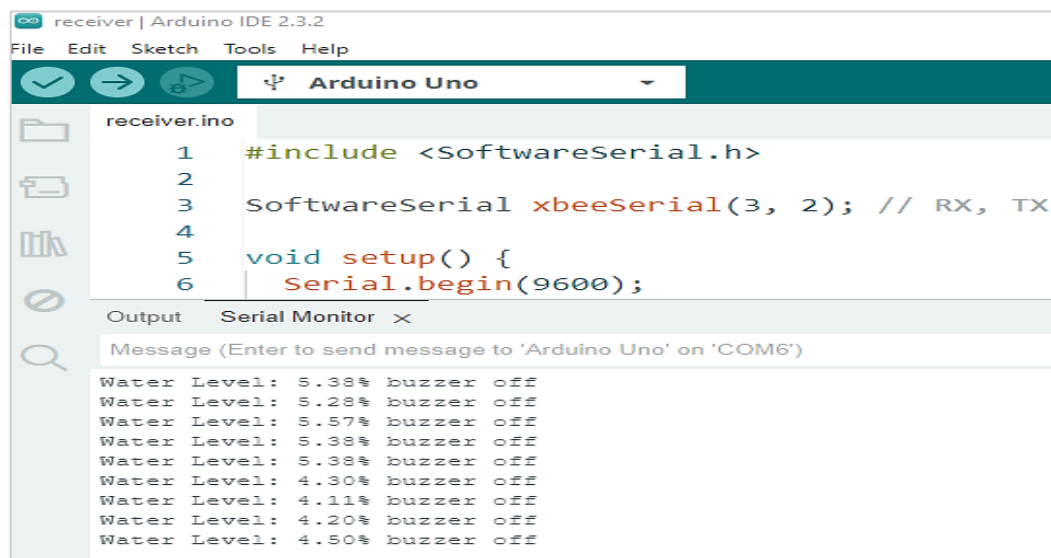 receiver | Arduino IDE 2.3.2
File Edit Sketch Tools Help
Arduino Uno
receiver.ino
1 #include <SoftwareSerial.h>
2
3 SoftwareSerial xbeeSerial(3, 2); // RX, TX
4
5 void setup() {
6 Serial.begin(9600);
Output Serial Monitor ×
Message (Enter to send message to 'Arduino Uno' on 'COM6')
Water Level: 5.38% buzzer off
Water Level: 5.28% buzzer off
Water Level: 5.57% buzzer off
Water Level: 5.38% buzzer off
Water Level: 5.38% buzzer off
Water Level: 4.30% buzzer off
Water Level: 4.11% buzzer off
Water Level: 4.20% buzzer off
Water Level: 4.50% buzzer off